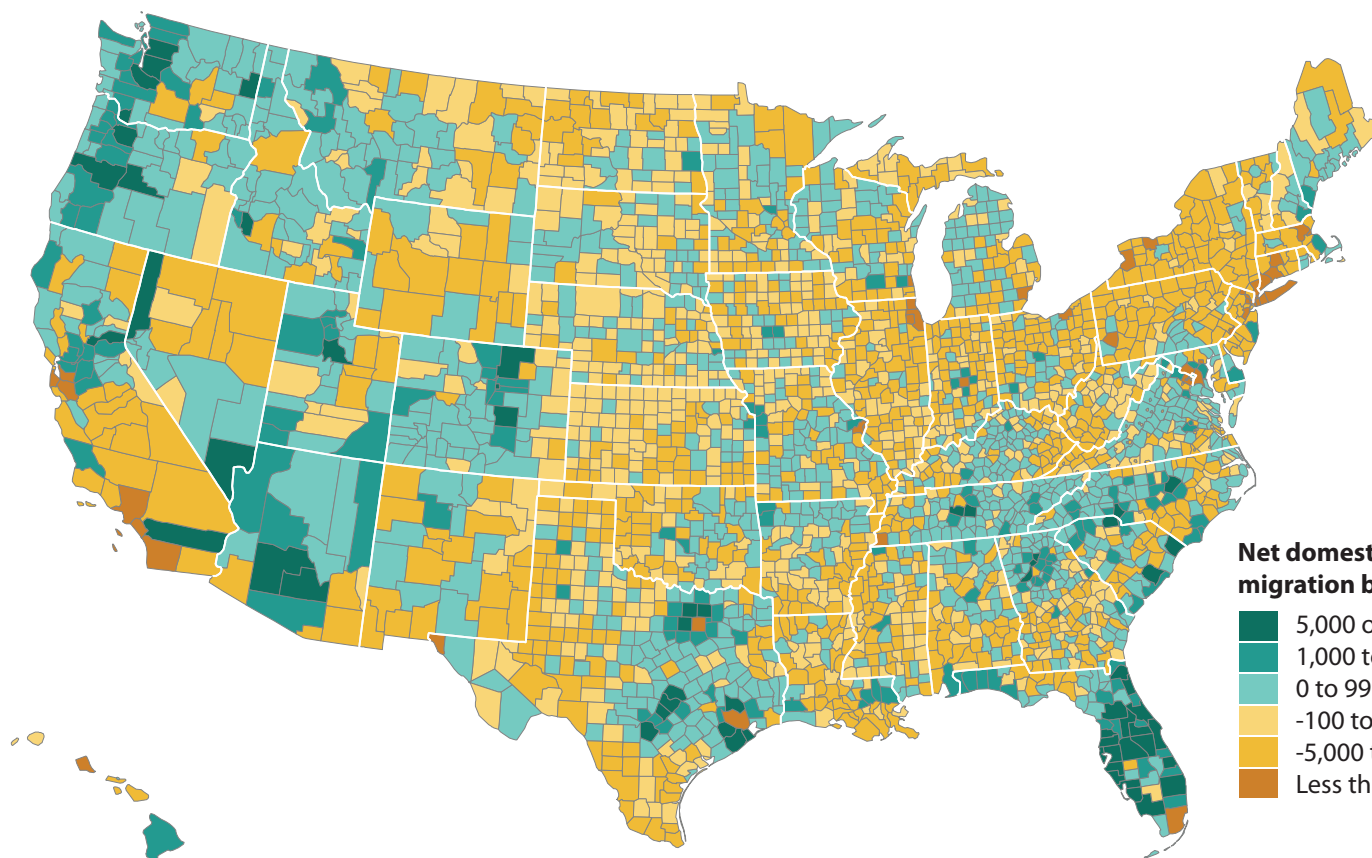 Net domest
migration b
5,000 o
1,000 t
0 to 99
-100 to
-5,000
Less th